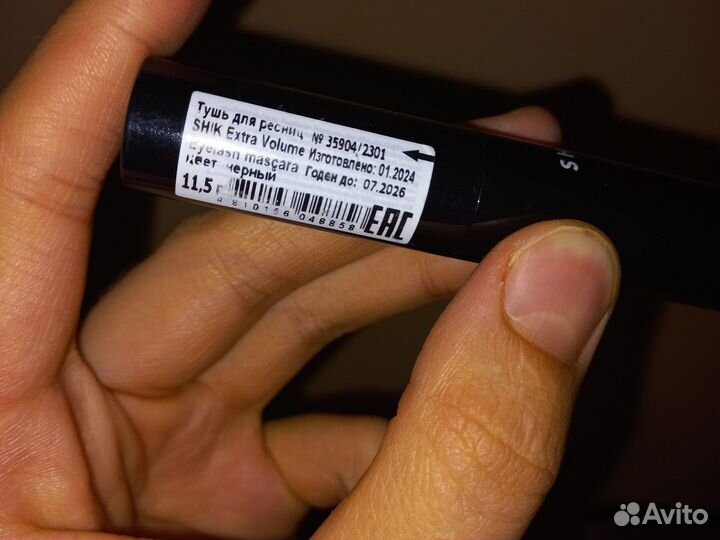 Тушь для ресниц № 35904/2301
SHIK Extra Volume Изготовлено: 01.2024
Eyelash mascara Годен до: 07.2026
Цвет: черный
11,5 г
4810156046858
EAC
Avito